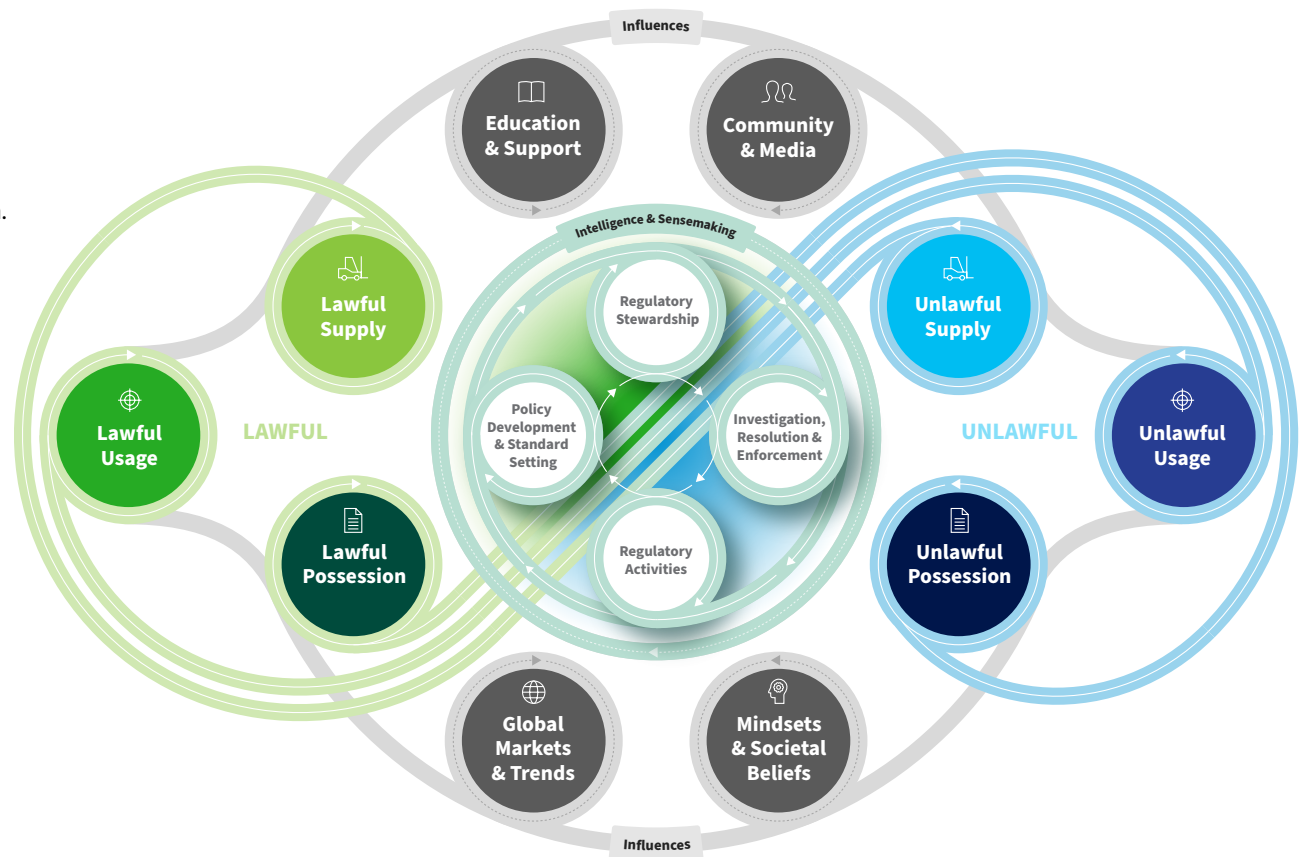 Influences
Education
& Support
Community
& Media
Intelligence & Sensemaking
Lawful
Supply
Regulatory
Stewardship
Unlawful
Supply
Lawful
Usage
LAWFUL
Policy
Development
& Standard
Setting
Investigation,
Resolution &
Enforcement
UNLAWFUL
Unlawful
Usage
Lawful
Possession
Regulatory
Activities
Unlawful
Possession
Global
Markets
& Trends
Mindsets
& Societal
Beliefs
Influences